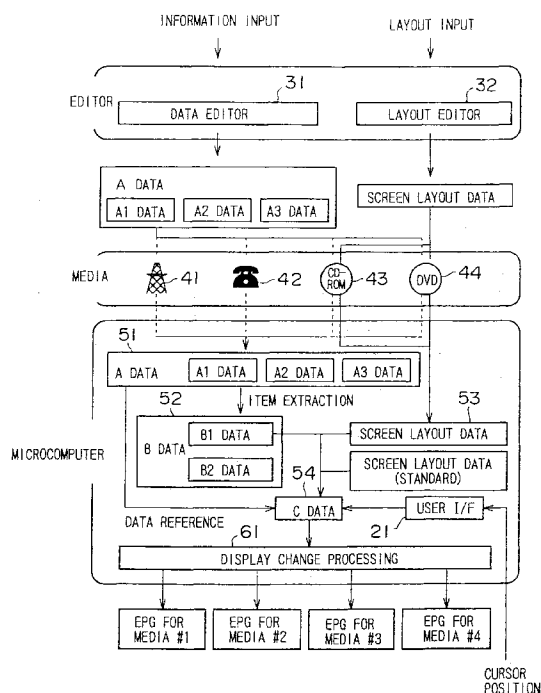 INFORMATION INPUT
LAYOUT INPUT
EDITOR
31
DATA EDITOR
32
LAYOUT EDITOR
A DATA
A1 DATA
A2 DATA
A3 DATA
SCREEN LAYOUT DATA
MEDIA
41
42
CD-
ROM
43
DVD
44
MICROCOMPUTER
51
A DATA
A1 DATA
A2 DATA
A3 DATA
52
ITEM EXTRACTION
53
B DATA
B1 DATA
B2 DATA
SCREEN LAYOUT DATA
SCREEN LAYOUT DATA
(STANDARD)
54
C DATA
USER I/F
DATA REFERENCE
61
21
DISPLAY CHANGE PROCESSING
EPG FOR
MEDIA #1
EPG FOR
MEDIA #2
EPG FOR
MEDIA #3
EPG FOR
MEDIA #4
CURSOR
POSITION